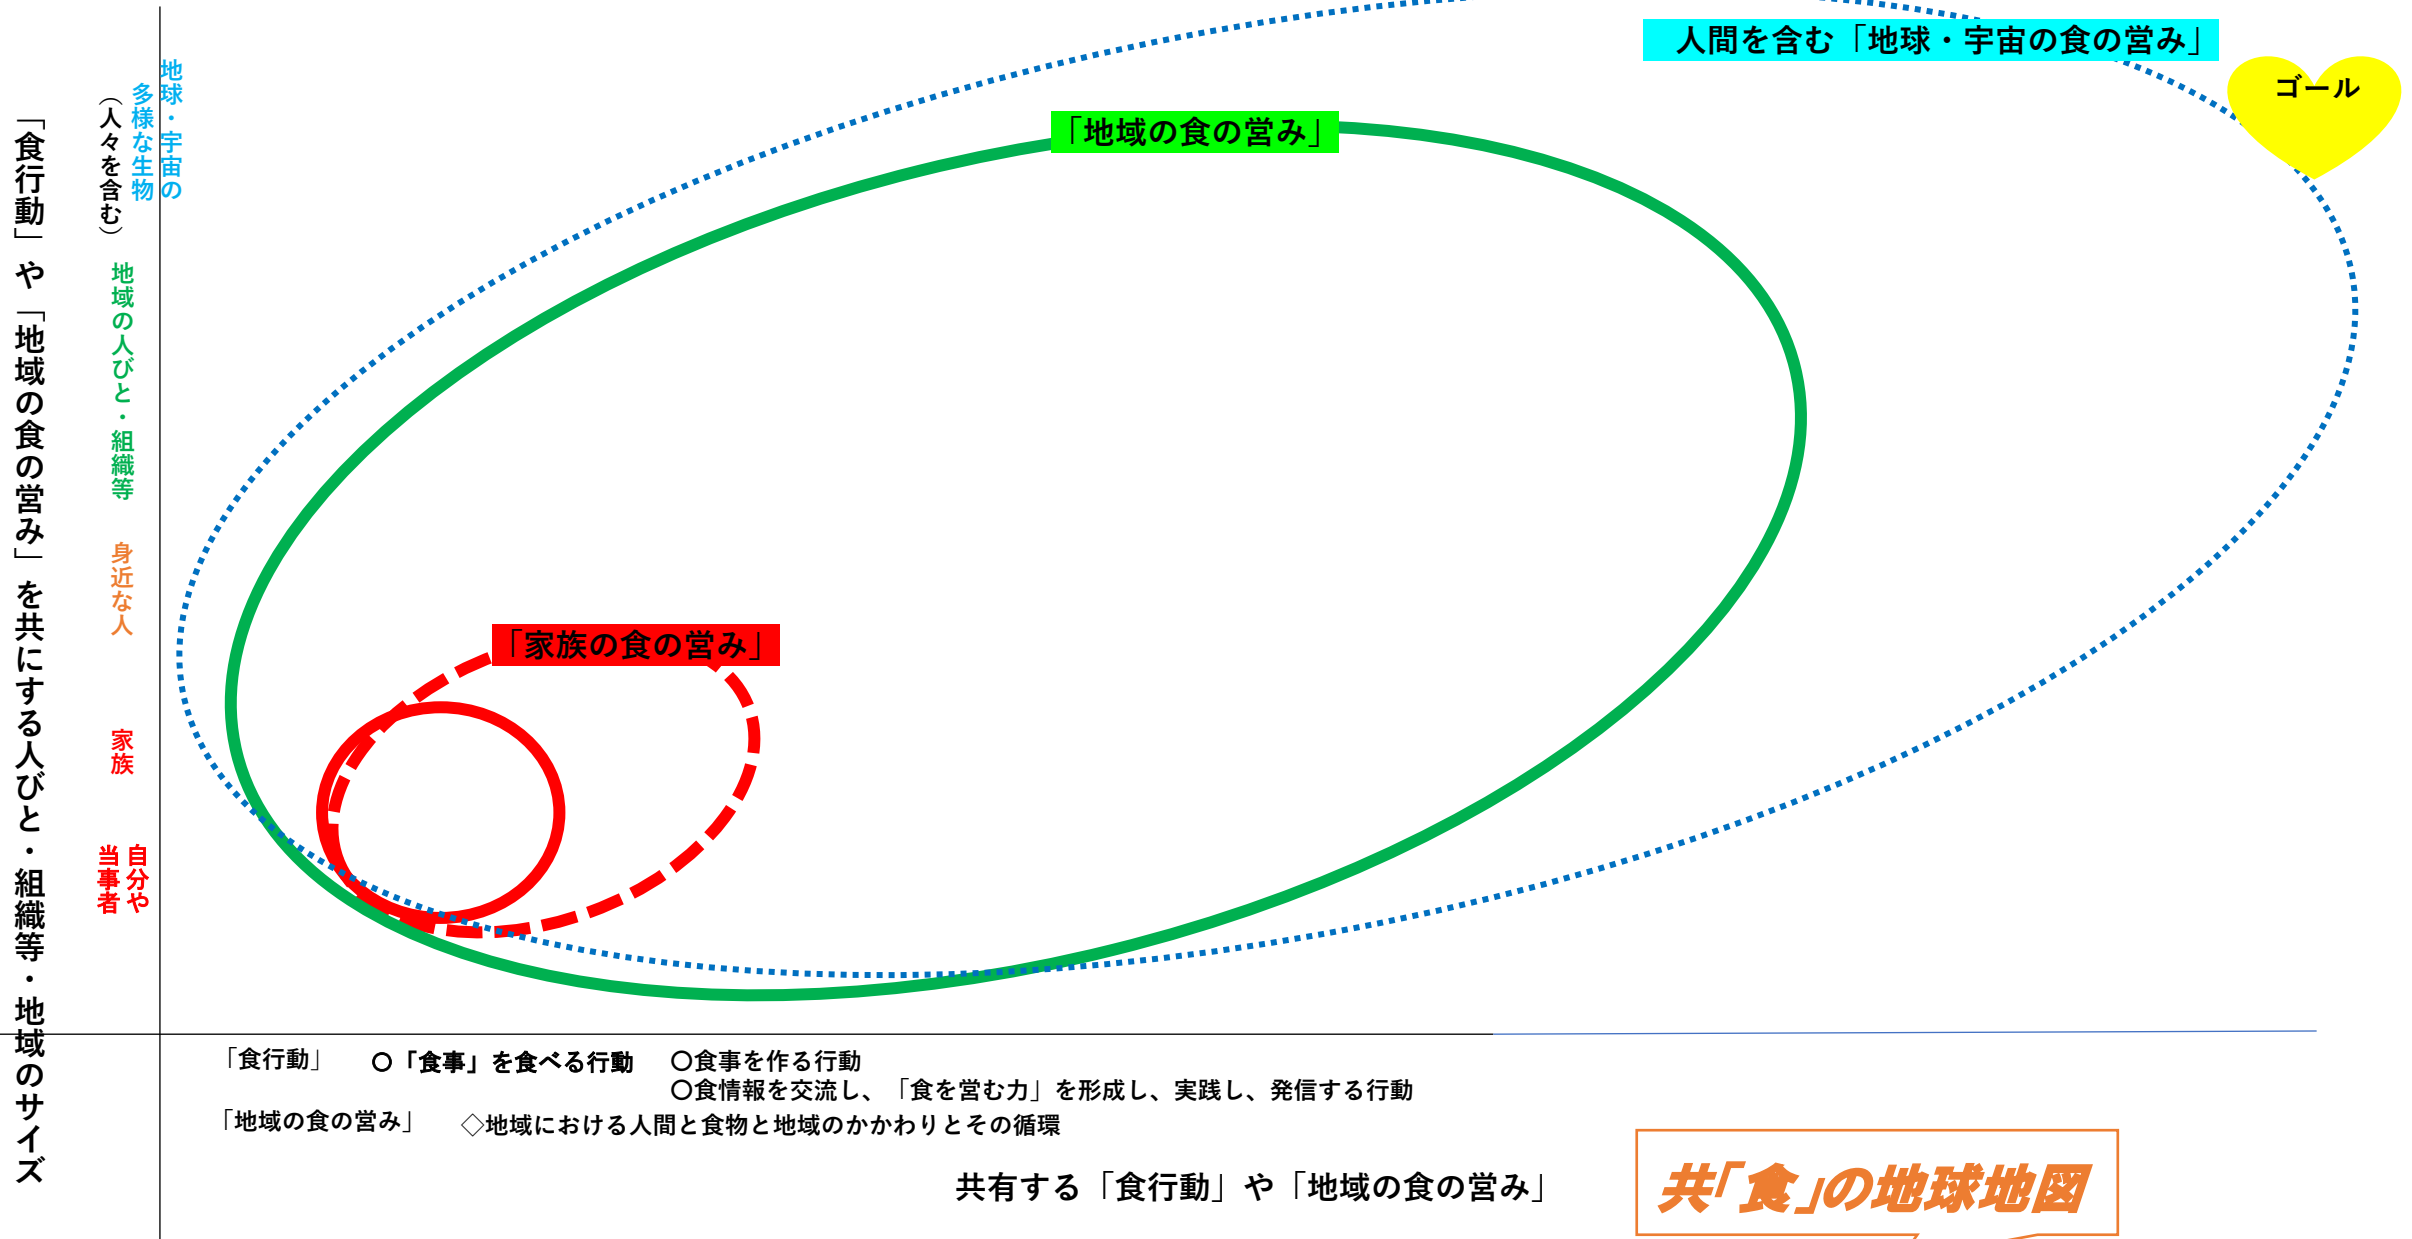 人間を含む「地球・宇宙の食の営み」
ゴール
「地域の食の営み」
「家族の食の営み」
「食行動」や「地域の食の営み」を共にする人びと・組織等・地域のサイズ
地球・宇宙の
多様な生物
（人々を含む）
地域の人びと・組織等
身近な人
家族
自分や
当事者
「食行動」 〇「食事」を食べる行動 〇食事を作る行動
〇食情報を交流し、「食を営む力」を形成し、実践し、発信する行動
「地域の食の営み」 ◇地域における人間と食物と地域のかかわりとその循環
共有する「食行動」や「地域の食の営み」
共「食」の地球地図